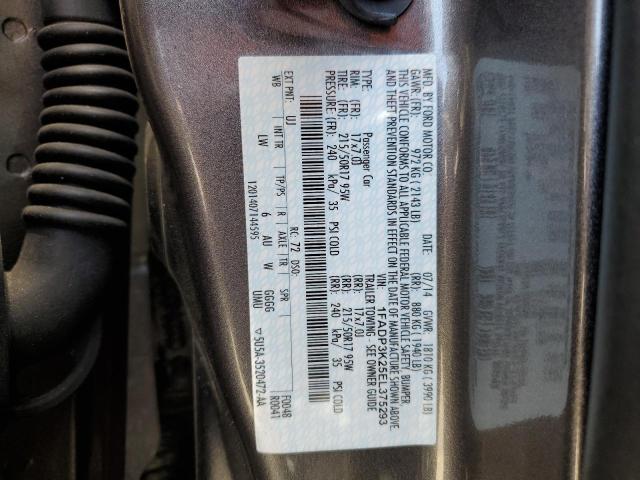 MFD. BY FORD MOTOR CO.
DATE: 07/14 GVWR: 1810 KG ( 3990 LB)
GAWR: (FR): 972 KG ( 2143 LB) (RR): 880 KG ( 1940 LB)
THIS VEHICLE CONFORMS TO ALL APPLICABLE FEDERAL MOTOR VEHICLE SAFETY, BUMPER
AND THEFT PREVENTION STANDARDS IN EFFECT ON THE DATE OF MANUFACTURE SHOWN ABOVE.
VIN: 1FADP3K25EL375293
TYPE: Passenger Car TRAILER TOWING - SEE OWNER GUIDE
RIM: (FR): 17x7.0J (RR): 17x7.0J
TIRE: (FR): 215/50R17 95W (RR): 215/50R17 95W
PRESSURE: (FR): 240 kPa/ 35 PSI COLD (RR): 240 kPa/ 35 PSI COLD
EXT PNT: UJ RC: 72 DSO: F0048
WB INT TR TP/PS R AXLE TR SPR R0041
LW 6 AU W GGGG UMU
1201407144595 ▽ 5U5A-3520472-AA